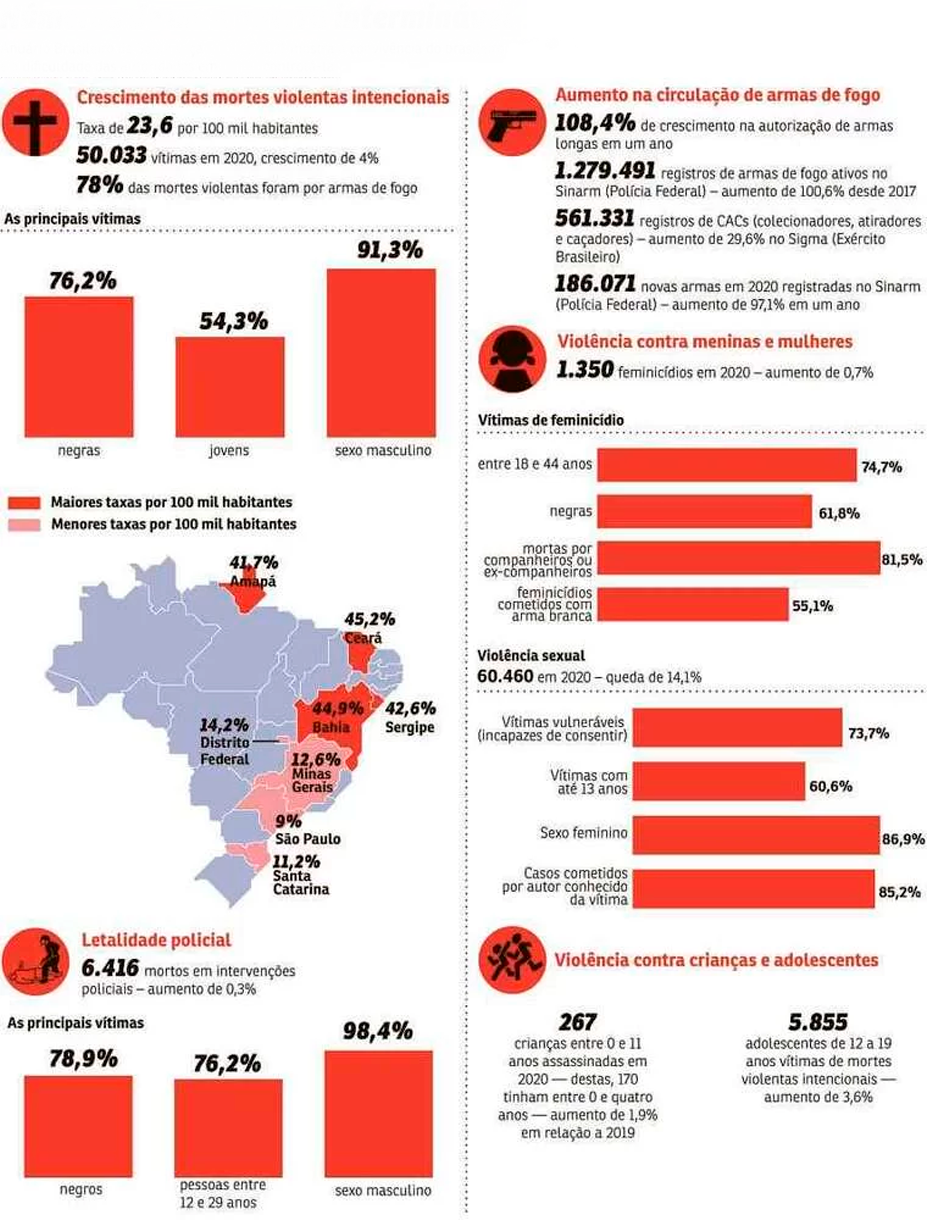 Crescimento das mortes violentas intencionais
Taxa de 23,6 por 100 mil habitantes
50.033 vítimas em 2020, crescimento de 4%
78% das mortes violentas foram por armas de fogo
As principais vítimas
76,2%
54,3%
91,3%
negras
jovens
sexo masculino
Maiores taxas por 100 mil habitantes
Menores taxas por 100 mil habitantes
41,7%
Amapá
45,2%
Ceará
44,9%
Bahia
42,6%
Sergipe
14,2%
Distrito
Federal
12,6%
Minas
Gerais
9%
São Paulo
11,2%
Santa
Catarina
Letalidade policial
6.416 mortos em intervenções
policiais – aumento de 0,3%
As principais vítimas
78,9%
76,2%
98,4%
negros
pessoas entre
12 e 29 anos
sexo masculino
Aumento na circulação de armas de fogo
108,4% de crescimento na autorização de armas
longas em um ano
1.279.491 registros de armas de fogo ativos no
Sinarm (Polícia Federal) – aumento de 100,6% desde 2017
561.331 registros de CACs (colecionadores, atiradores
e caçadores) – aumento de 29,6% no Sigma (Exército
Brasileiro)
186.071 novas armas em 2020 registradas no Sinarm
(Polícia Federal) – aumento de 97,1% em um ano
Violência contra meninas e mulheres
1.350 feminicídios em 2020 – aumento de 0,7%
Vítimas de feminicídio
entre 18 e 44 anos
74,7%
negras
61,8%
mortas por
companheiros ou
ex-companheiros
81,5%
feminicídios
cometidos com
arma branca
55,1%
Violência sexual
60.460 em 2020 – queda de 14,1%
Vítimas vulneráveis
(incapazes de consentir)
73,7%
Vítimas com
até 13 anos
60,6%
Sexo feminino
86,9%
Casos cometidos
por autor conhecido
da vítima
85,2%
Violência contra crianças e adolescentes
267
crianças entre 0 e 11
anos assassinadas em
2020 — destas, 170
tinham entre 0 e quatro
anos — aumento de 1,9%
em relação a 2019
5.855
adolescentes de 12 a 19
anos vítimas de mortes
violentas intencionais —
aumento de 3,6%